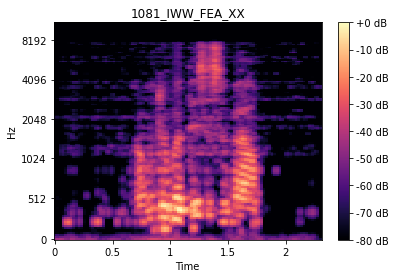 1081_IWW_FEA_XX
+0 dB
8192
-10 dB
4096
-20 dB
-30 dB
2048
-40 dB
Hz
1024
-50 dB
512
-60 dB
-70 dB
0
-80 dB
0
0.5
1
1.5
2
Time